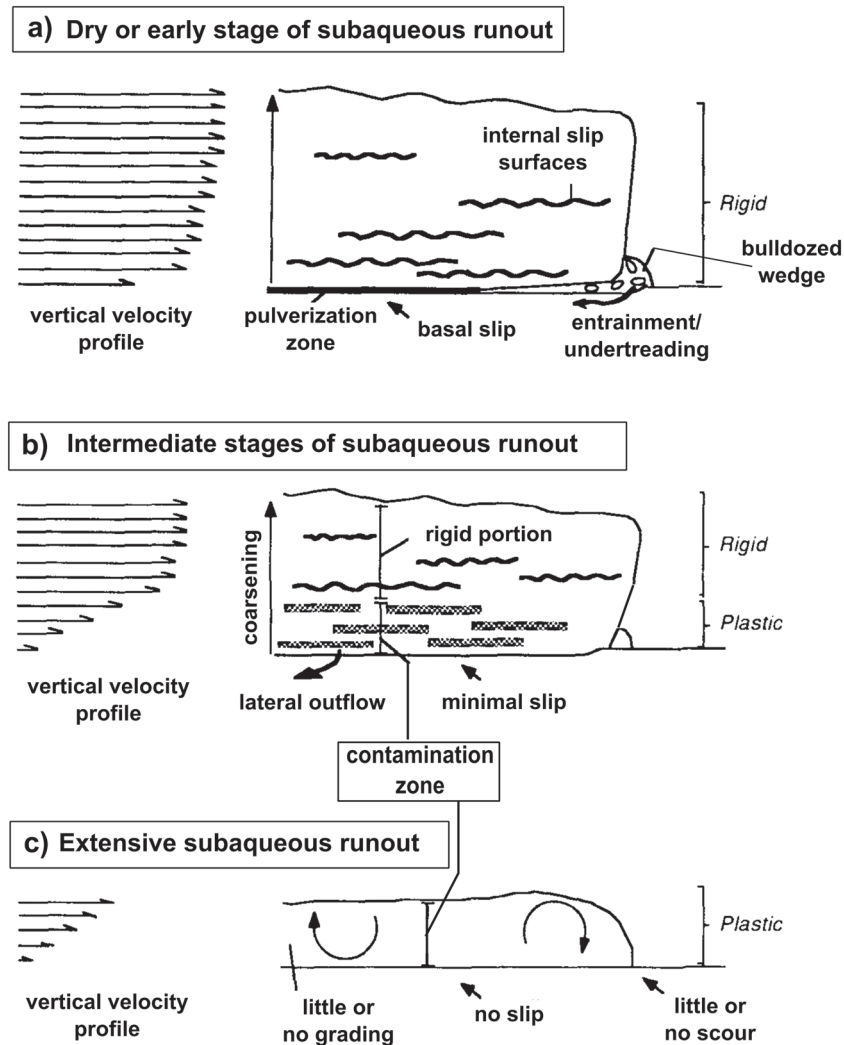 a) Dry or early stage of subaqueous runout
internal slip
surfaces
Rigid
bulldozed
wedge
vertical velocity
profile
pulverization
zone
basal slip
entrainment/
undertreading
b) Intermediate stages of subaqueous runout
coarsening
rigid portion
Rigid
Plastic
vertical velocity
profile
lateral outflow
minimal slip
contamination
zone
c) Extensive subaqueous runout
Plastic
vertical velocity
profile
little or
no grading
no slip
little or
no scour